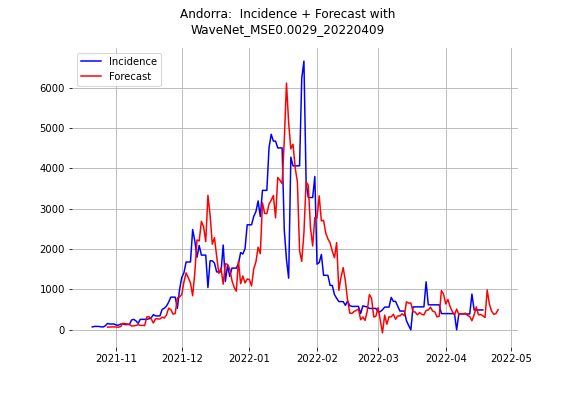 Andorra:  Incidence + Forecast with
WaveNet_MSE0.0029_20220409
Incidence
Forecast
6000
5000
4000
3000
2000
1000
0
2021-11 2021-12 2022-01 2022-02 2022-03 2022-04 2022-05